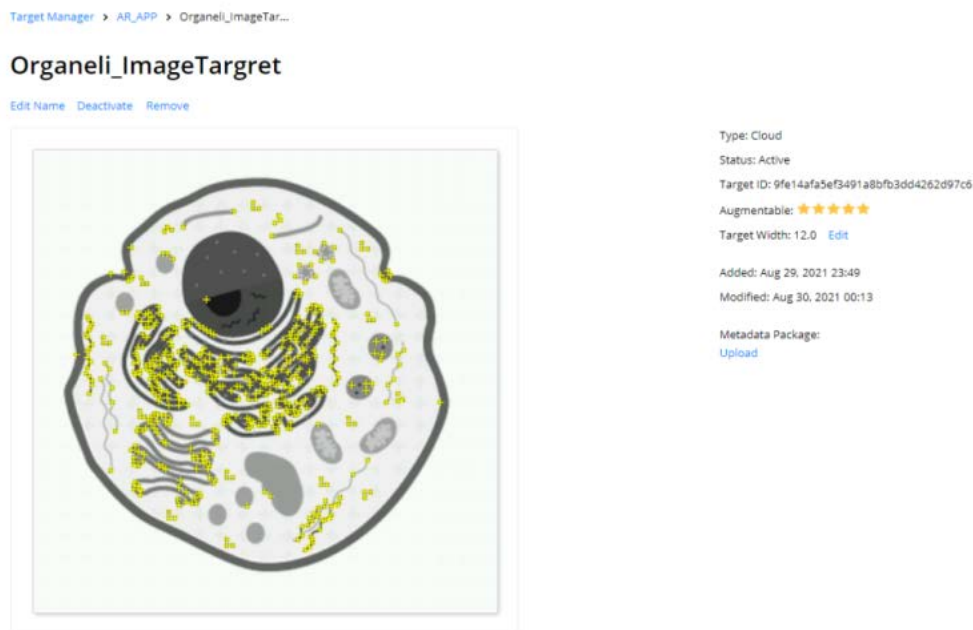 Target Manager > AR_APP > Organeli_ImageTar...
Organeli_ImageTargret
Edit Name Deactivate Remove
Type: Cloud
Status: Active
Target ID: 9fe14afa5ef3491a8bfb3dd4262d97c6
Augmentable:
Target Width: 12.0 Edit
Added: Aug 29, 2021 23:49
Modified: Aug 30, 2021 00:13
Metadata Package:
Upload